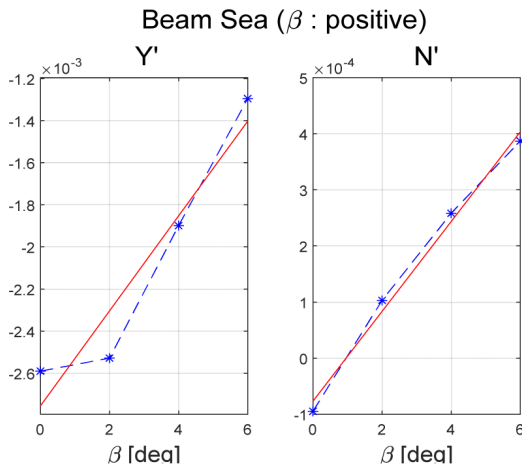 Beam Sea (β : positive)
Y'
N'
×10⁻³
×10⁻⁴
-1.2
-1.4
-1.6
-1.8
-2
-2.2
-2.4
-2.6
0 2 4 6
β [deg]
5
4
3
2
1
0
-1
0 2 4 6
β [deg]